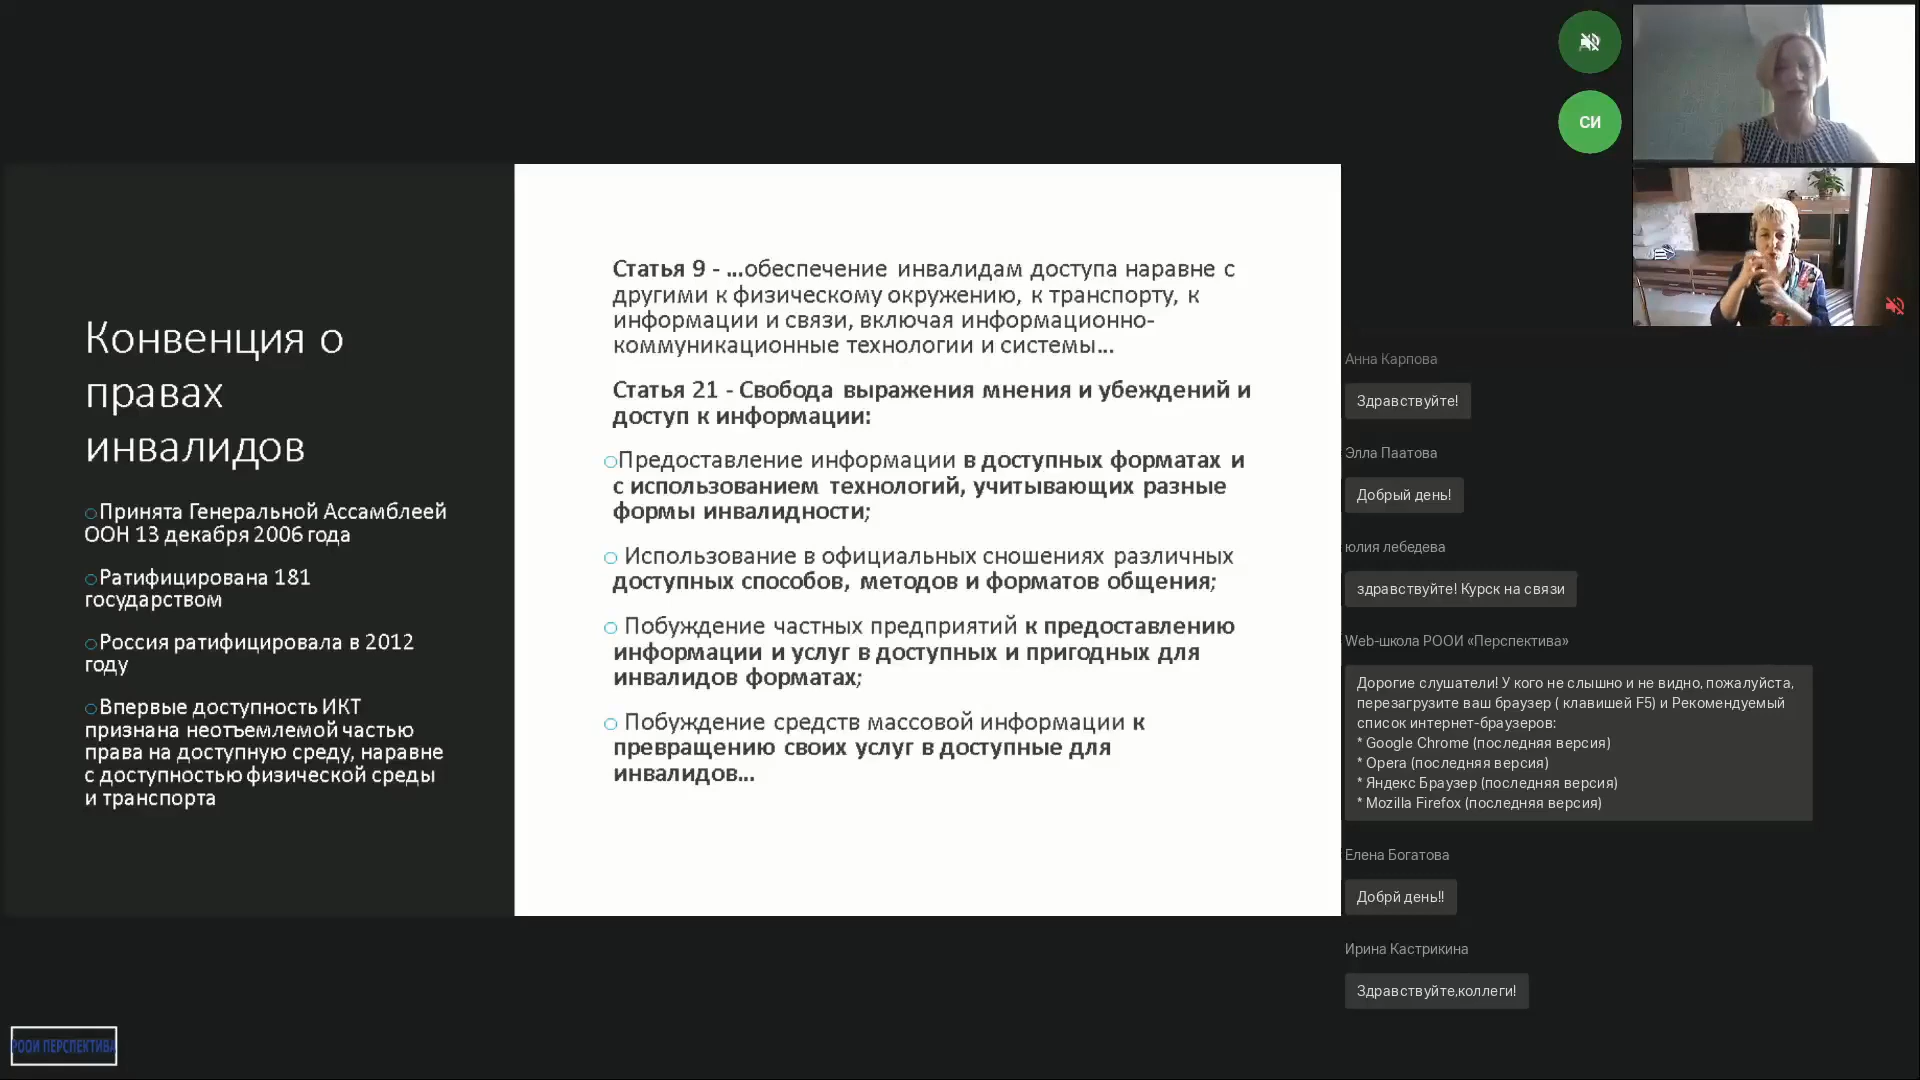 СИ
Конвенция о
правах
инвалидов
Принята Генеральной Ассамблеей
ООН 13 декабря 2006 года
Ратифицирована 181
государством
Россия ратифицировала в 2012
году
Впервые доступность ИКТ
признана неотъемлемой частью
права на доступную среду, наравне
с доступностью физической среды
и транспорта
Статья 9 - ...обеспечение инвалидам доступа наравне с
другими к физическому окружению, к транспорту, к
информации и связи, включая информационно-
коммуникационные технологии и системы...
Статья 21 - Свобода выражения мнения и убеждений и
доступ к информации:
Предоставление информации в доступных форматах и
с использованием технологий, учитывающих разные
формы инвалидности;
Использование в официальных сношениях различных
доступных способов, методов и форматов общения;
Побуждение частных предприятий к предоставлению
информации и услуг в доступных и пригодных для
инвалидов форматах;
Побуждение средств массовой информации к
превращению своих услуг в доступные для
инвалидов...
Анна Карпова
Здравствуйте!
Элла Паатова
Добрый день!
юлия лебедева
здравствуйте! Курск на связи
Web-школа РООИ «Перспектива»
Дорогие слушатели! У кого не слышно и не видно, пожалуйста,
перезагрузите ваш браузер ( клавишей F5) и Рекомендуемый
список интернет-браузеров:
* Google Chrome (последняя версия)
* Opera (последняя версия)
* Яндекс Браузер (последняя версия)
* Mozilla Firefox (последняя версия)
Елена Богатова
Добрй день!!
Ирина Кастрикина
Здравствуйте,коллеги!
РООИ ПЕРСПЕКТИВА